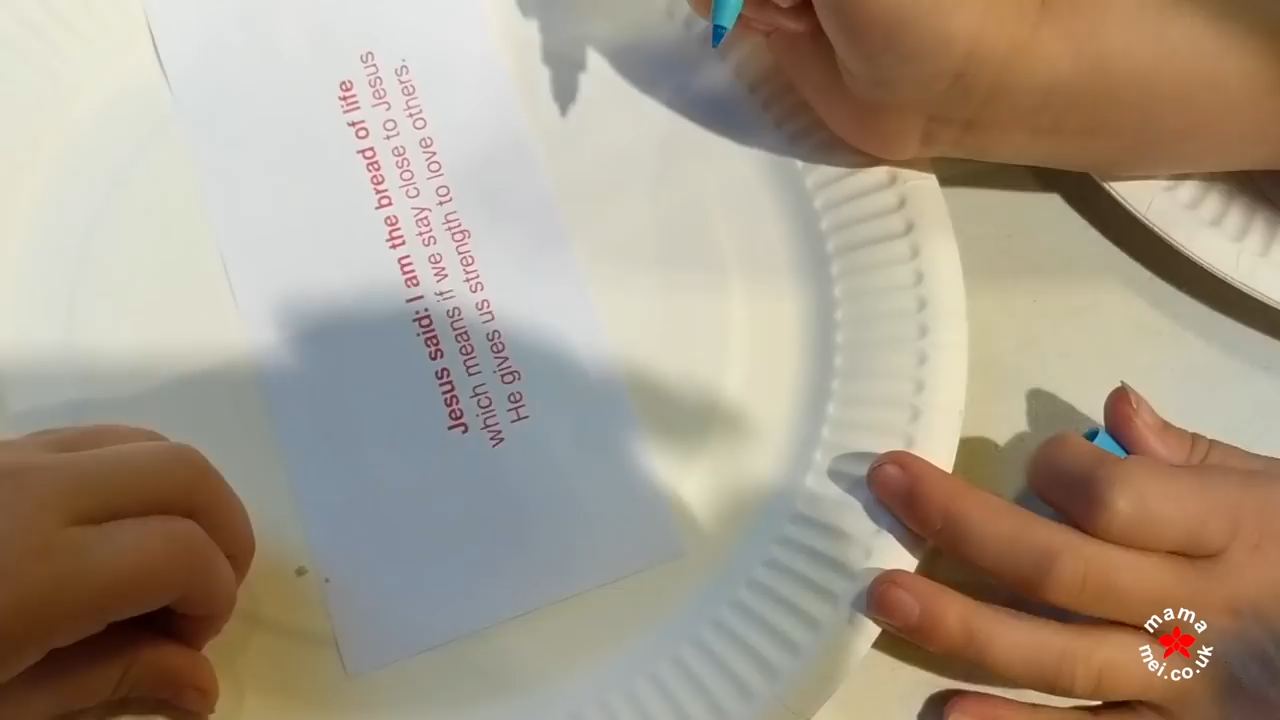 Jesus said: I am the bread of life
which means if we stay close to Jesus
He gives us strength to love others.
mama
mei.co.uk